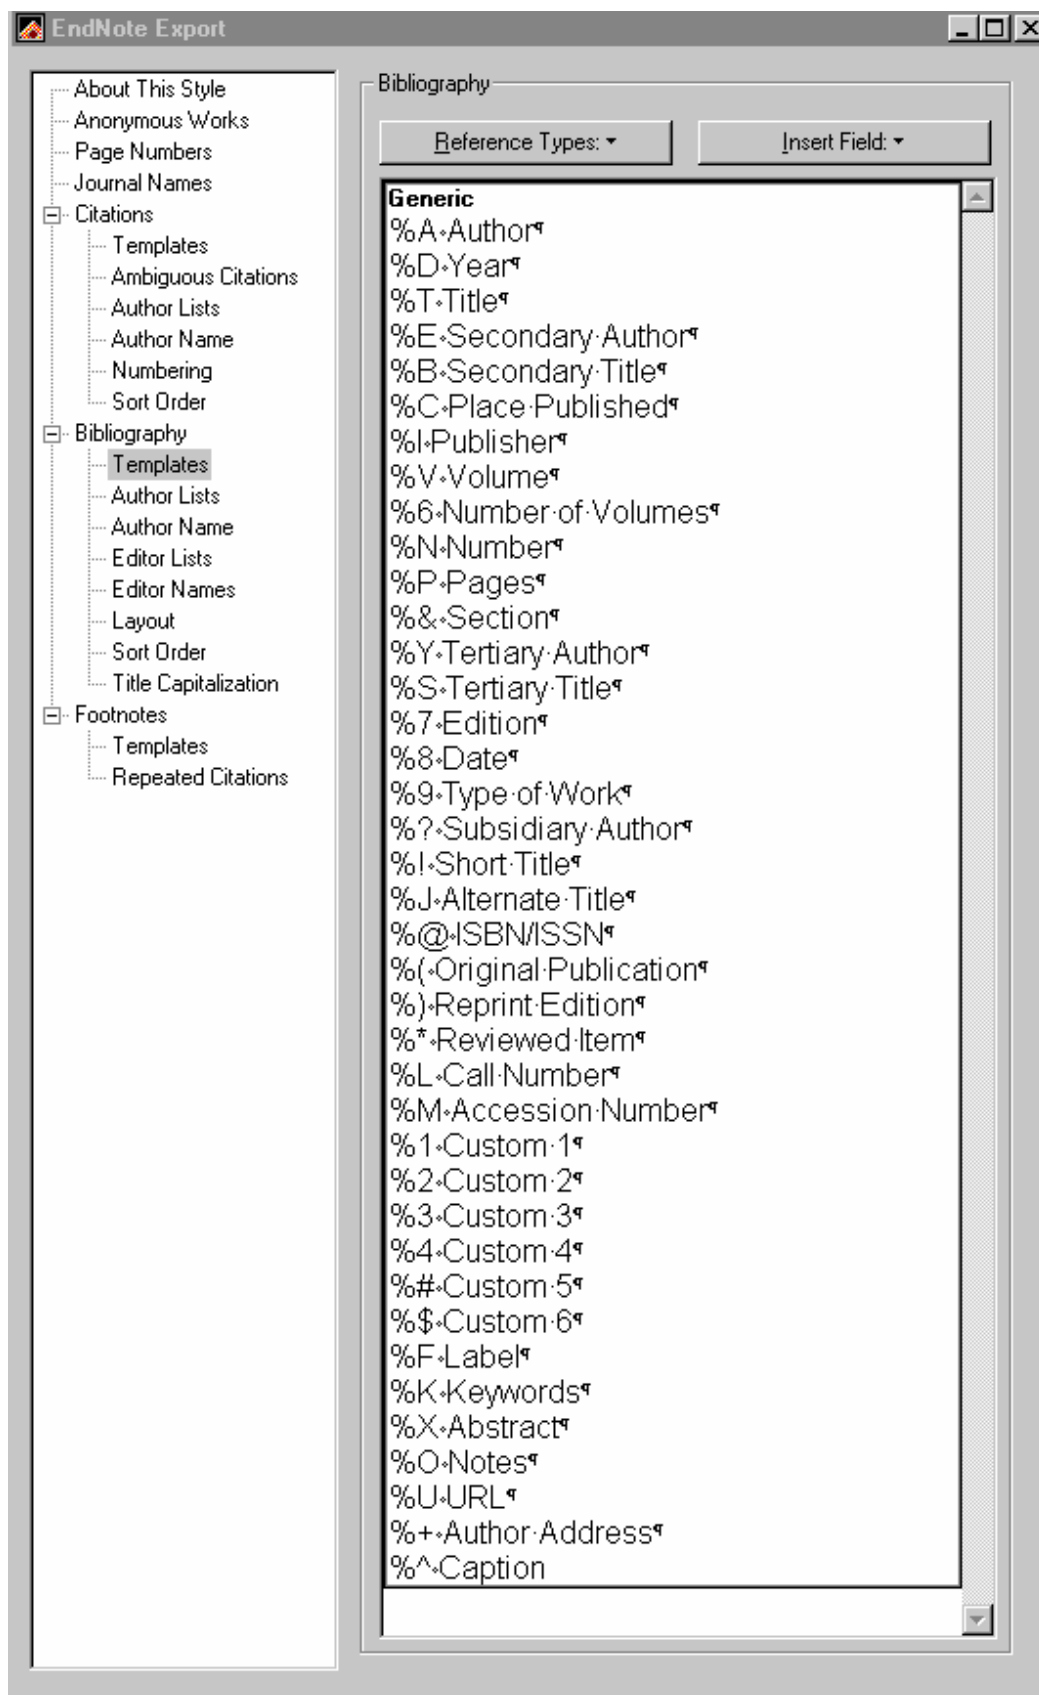 EndNote Export
About This Style
Anonymous Works
Page Numbers
Journal Names
Citations
Templates
Ambiguous Citations
Author Lists
Author Name
Numbering
Sort Order
Bibliography
Templates
Author Lists
Author Name
Editor Lists
Editor Names
Layout
Sort Order
Title Capitalization
Footnotes
Templates
Repeated Citations
Bibliography
Reference Types:
Insert Field:
Generic
%A˚Author¶
%D˚Year¶
%T˚Title¶
%E˚Secondary·Author¶
%B˚Secondary·Title¶
%C˚Place·Published¶
%I˚Publisher¶
%V˚Volume¶
%6˚Number·of·Volumes¶
%N˚Number¶
%P˚Pages¶
%&˚Section¶
%Y˚Tertiary·Author¶
%S˚Tertiary·Title¶
%7˚Edition¶
%8˚Date¶
%9˚Type·of·Work¶
%?˚Subsidiary·Author¶
%!˚Short·Title¶
%J˚Alternate·Title¶
%@˚ISBN/ISSN¶
%(˚Original·Publication¶
%)˚Reprint·Edition¶
%*˚Reviewed·Item¶
%L˚Call·Number¶
%M˚Accession·Number¶
%1˚Custom·1¶
%2˚Custom·2¶
%3˚Custom·3¶
%4˚Custom·4¶
%#˚Custom·5¶
%$˚Custom·6¶
%F˚Label¶
%K˚Keywords¶
%X˚Abstract¶
%O˚Notes¶
%U˚URL¶
%+˚Author·Address¶
%^˚Caption